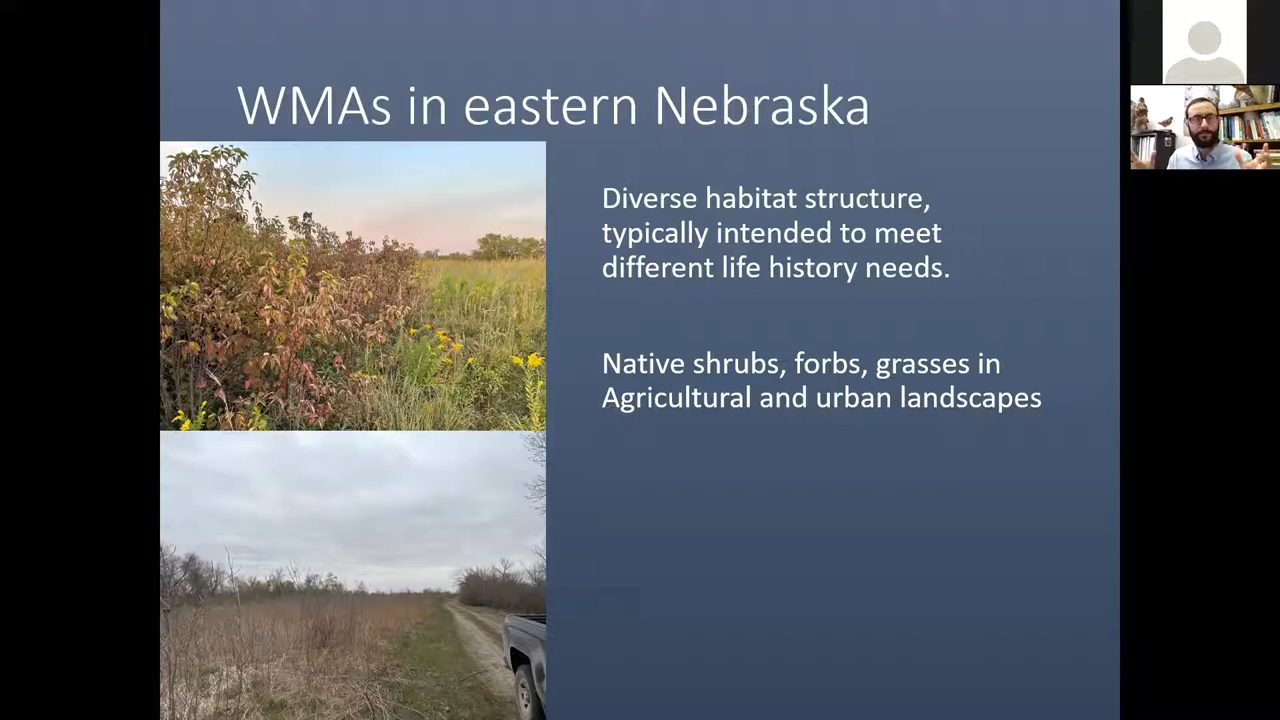 WMAs in eastern Nebraska
Diverse habitat structure,
typically intended to meet
different life history needs.
Native shrubs, forbs, grasses in
Agricultural and urban landscapes